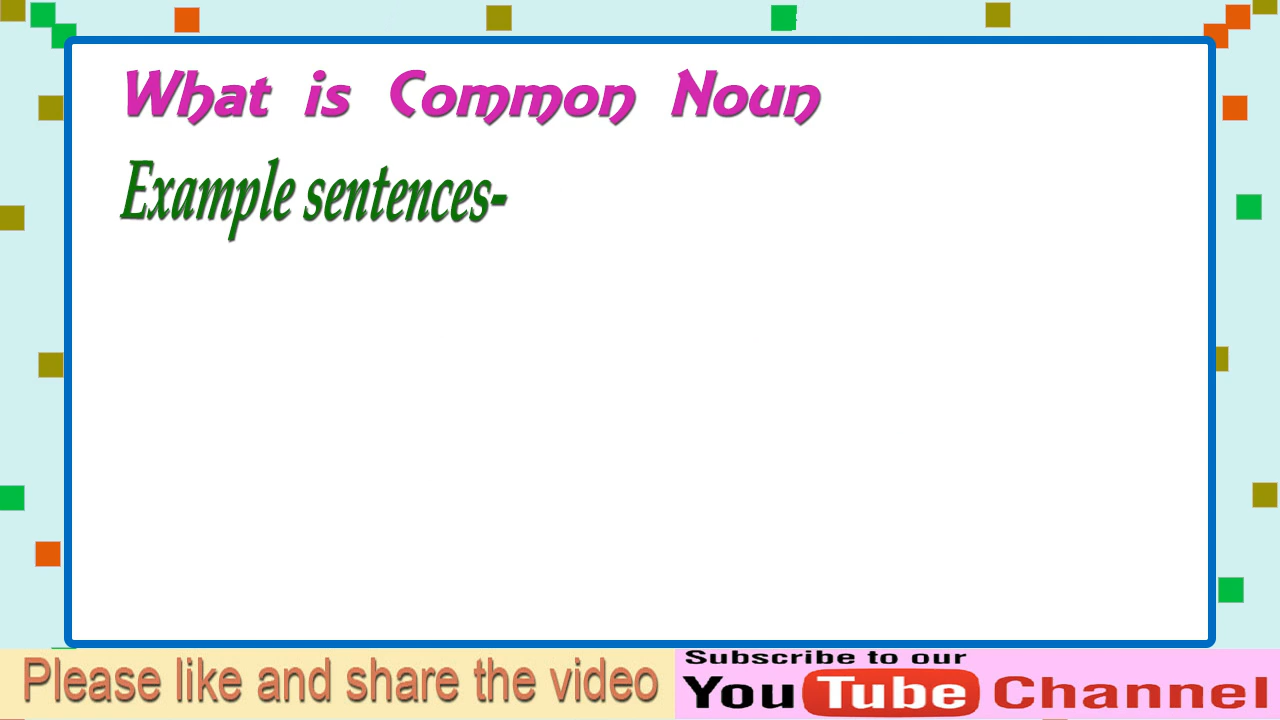 What is Common Noun
Example sentences-
Please like and share the video
Subscribe to our
YouTube Channel